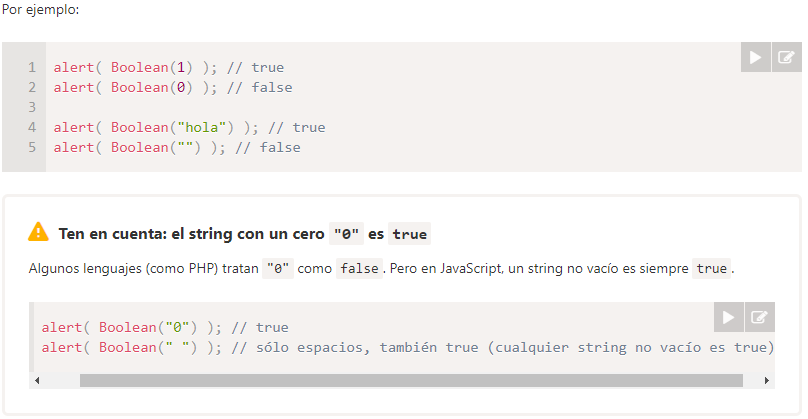 Por ejemplo:
1 alert( Boolean(1) ); // true
2 alert( Boolean(0) ); // false
3
4 alert( Boolean("hola") ); // true
5 alert( Boolean("") ); // false
Ten en cuenta: el string con un cero "0" es true
Algunos lenguajes (como PHP) tratan "0" como false. Pero en JavaScript, un string no vacío es siempre true.
alert( Boolean("0") ); // true
alert( Boolean(" ") ); // sólo espacios, también true (cualquier string no vacío es true)